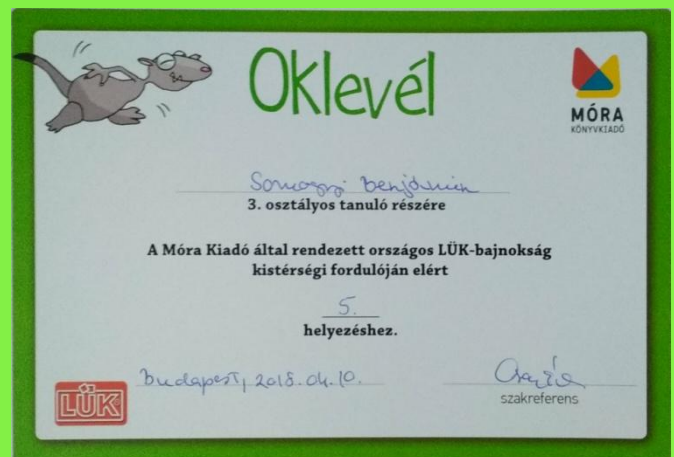 Oklevél
MÓRA
KÖNYVKIADÓ
Somogyi Benjámin
3. osztályos tanuló részére
A Móra Kiadó által rendezett országos LÜK-bajnokság
kistérségi fordulóján elért
5.
helyezéshez.
Budapest, 2018.04.10.
szakreferens
LÜK